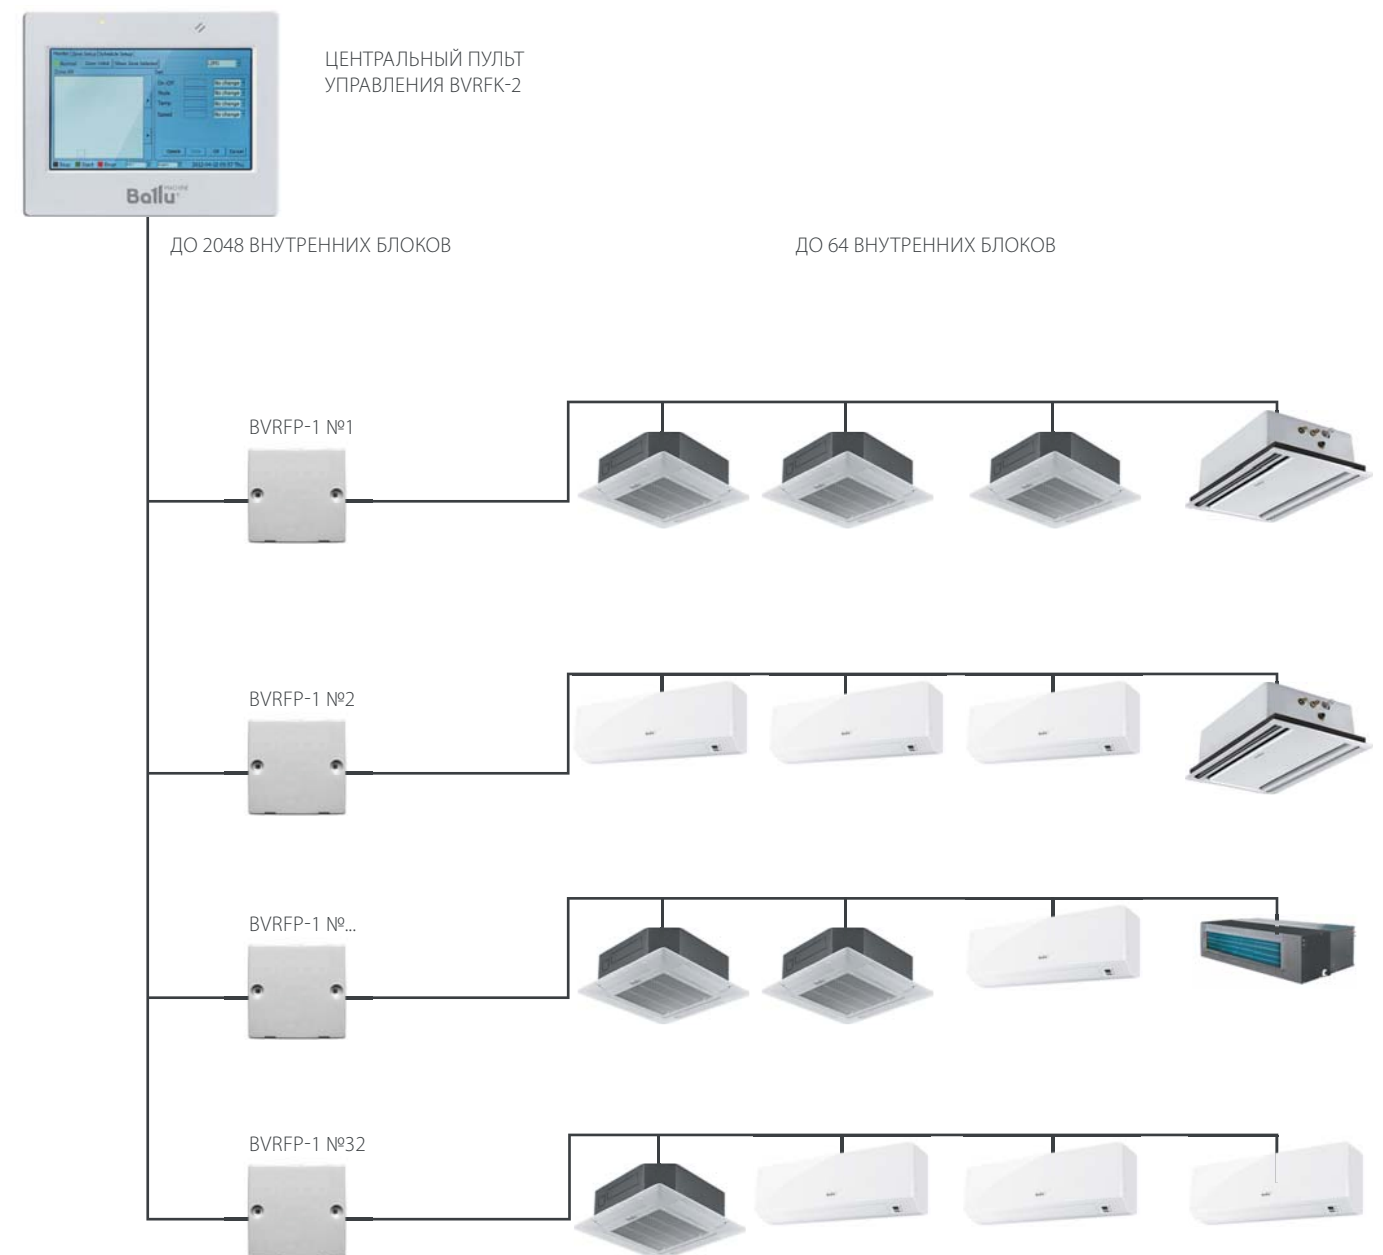 Ballu
MACHINE
ЦЕНТРАЛЬНЫЙ ПУЛЬТ
УПРАВЛЕНИЯ BVRFK-2
ДО 2048 ВНУТРЕННИХ БЛОКОВ
ДО 64 ВНУТРЕННИХ БЛОКОВ
BVRFP-1 №1
BVRFP-1 №2
BVRFP-1 №...
BVRFP-1 №32